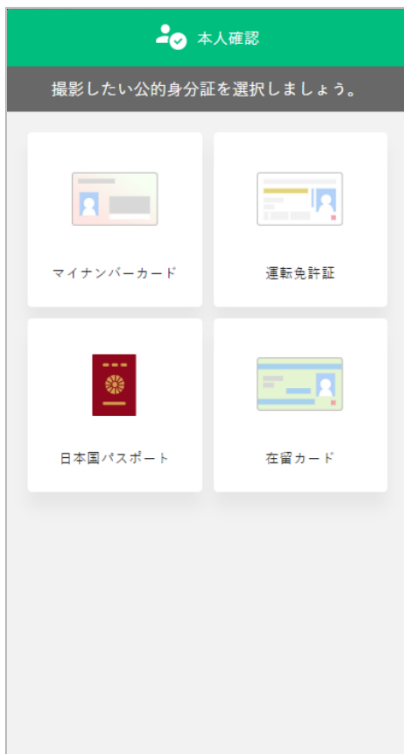 本人確認
撮影したい公的身分証を選択しましょう。
マイナンバーカード
運転免許証
日本国パスポート
在留カード